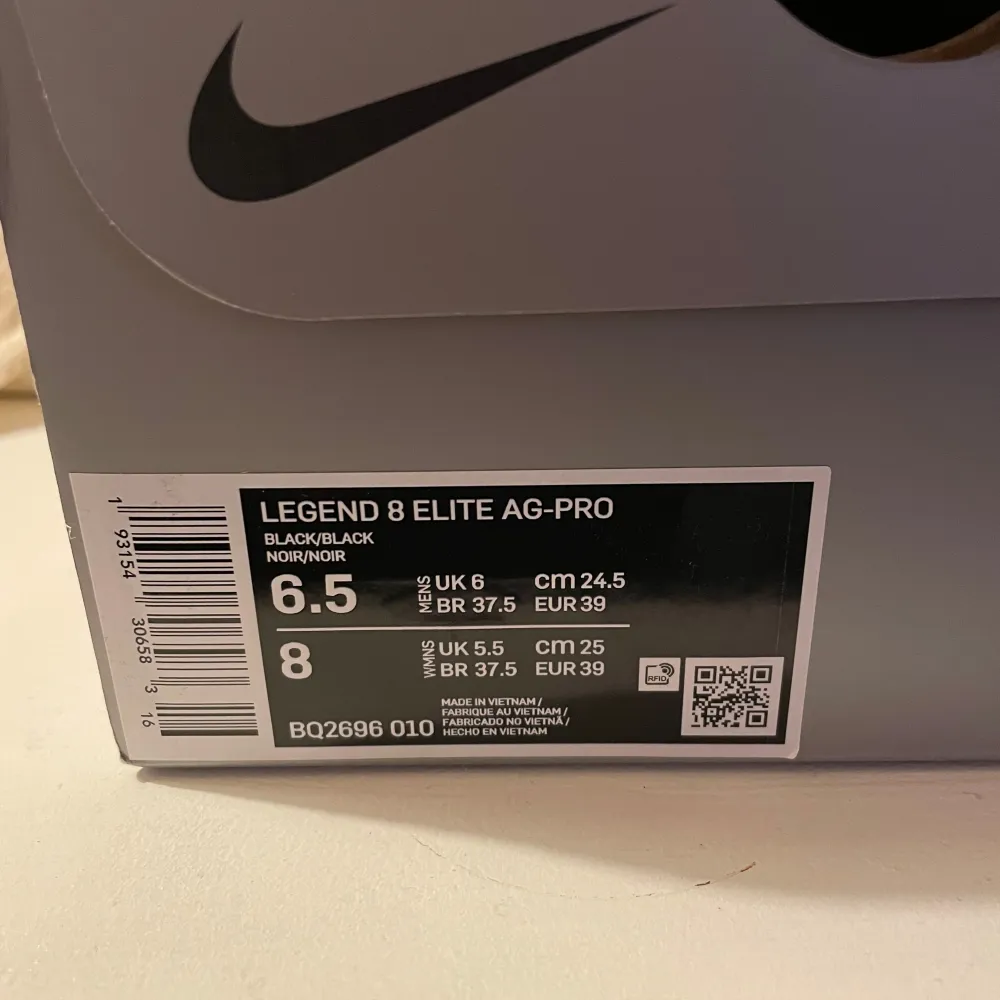 LEGEND 8 ELITE AG-PRO
BLACK/BLACK
NOIR/NOIR
6.5 MENS UK 6 cm 24.5
BR 37.5 EUR 39
8 WMNS UK 5.5 cm 25
BR 37.5 EUR 39
RFID
MADE IN VIETNAM /
FABRIQUE AU VIETNAM /
FABRICADO NO VIETNÃ /
HECHO EN VIETNAM
BQ2696 010
1 93154 30658 3 16